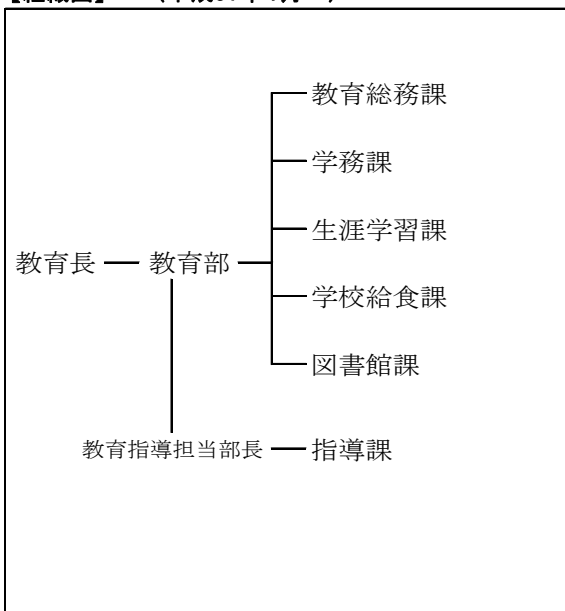 教育総務課
学務課
生涯学習課
教育長 教育部
学校給食課
図書館課
教育指導担当部長 指導課